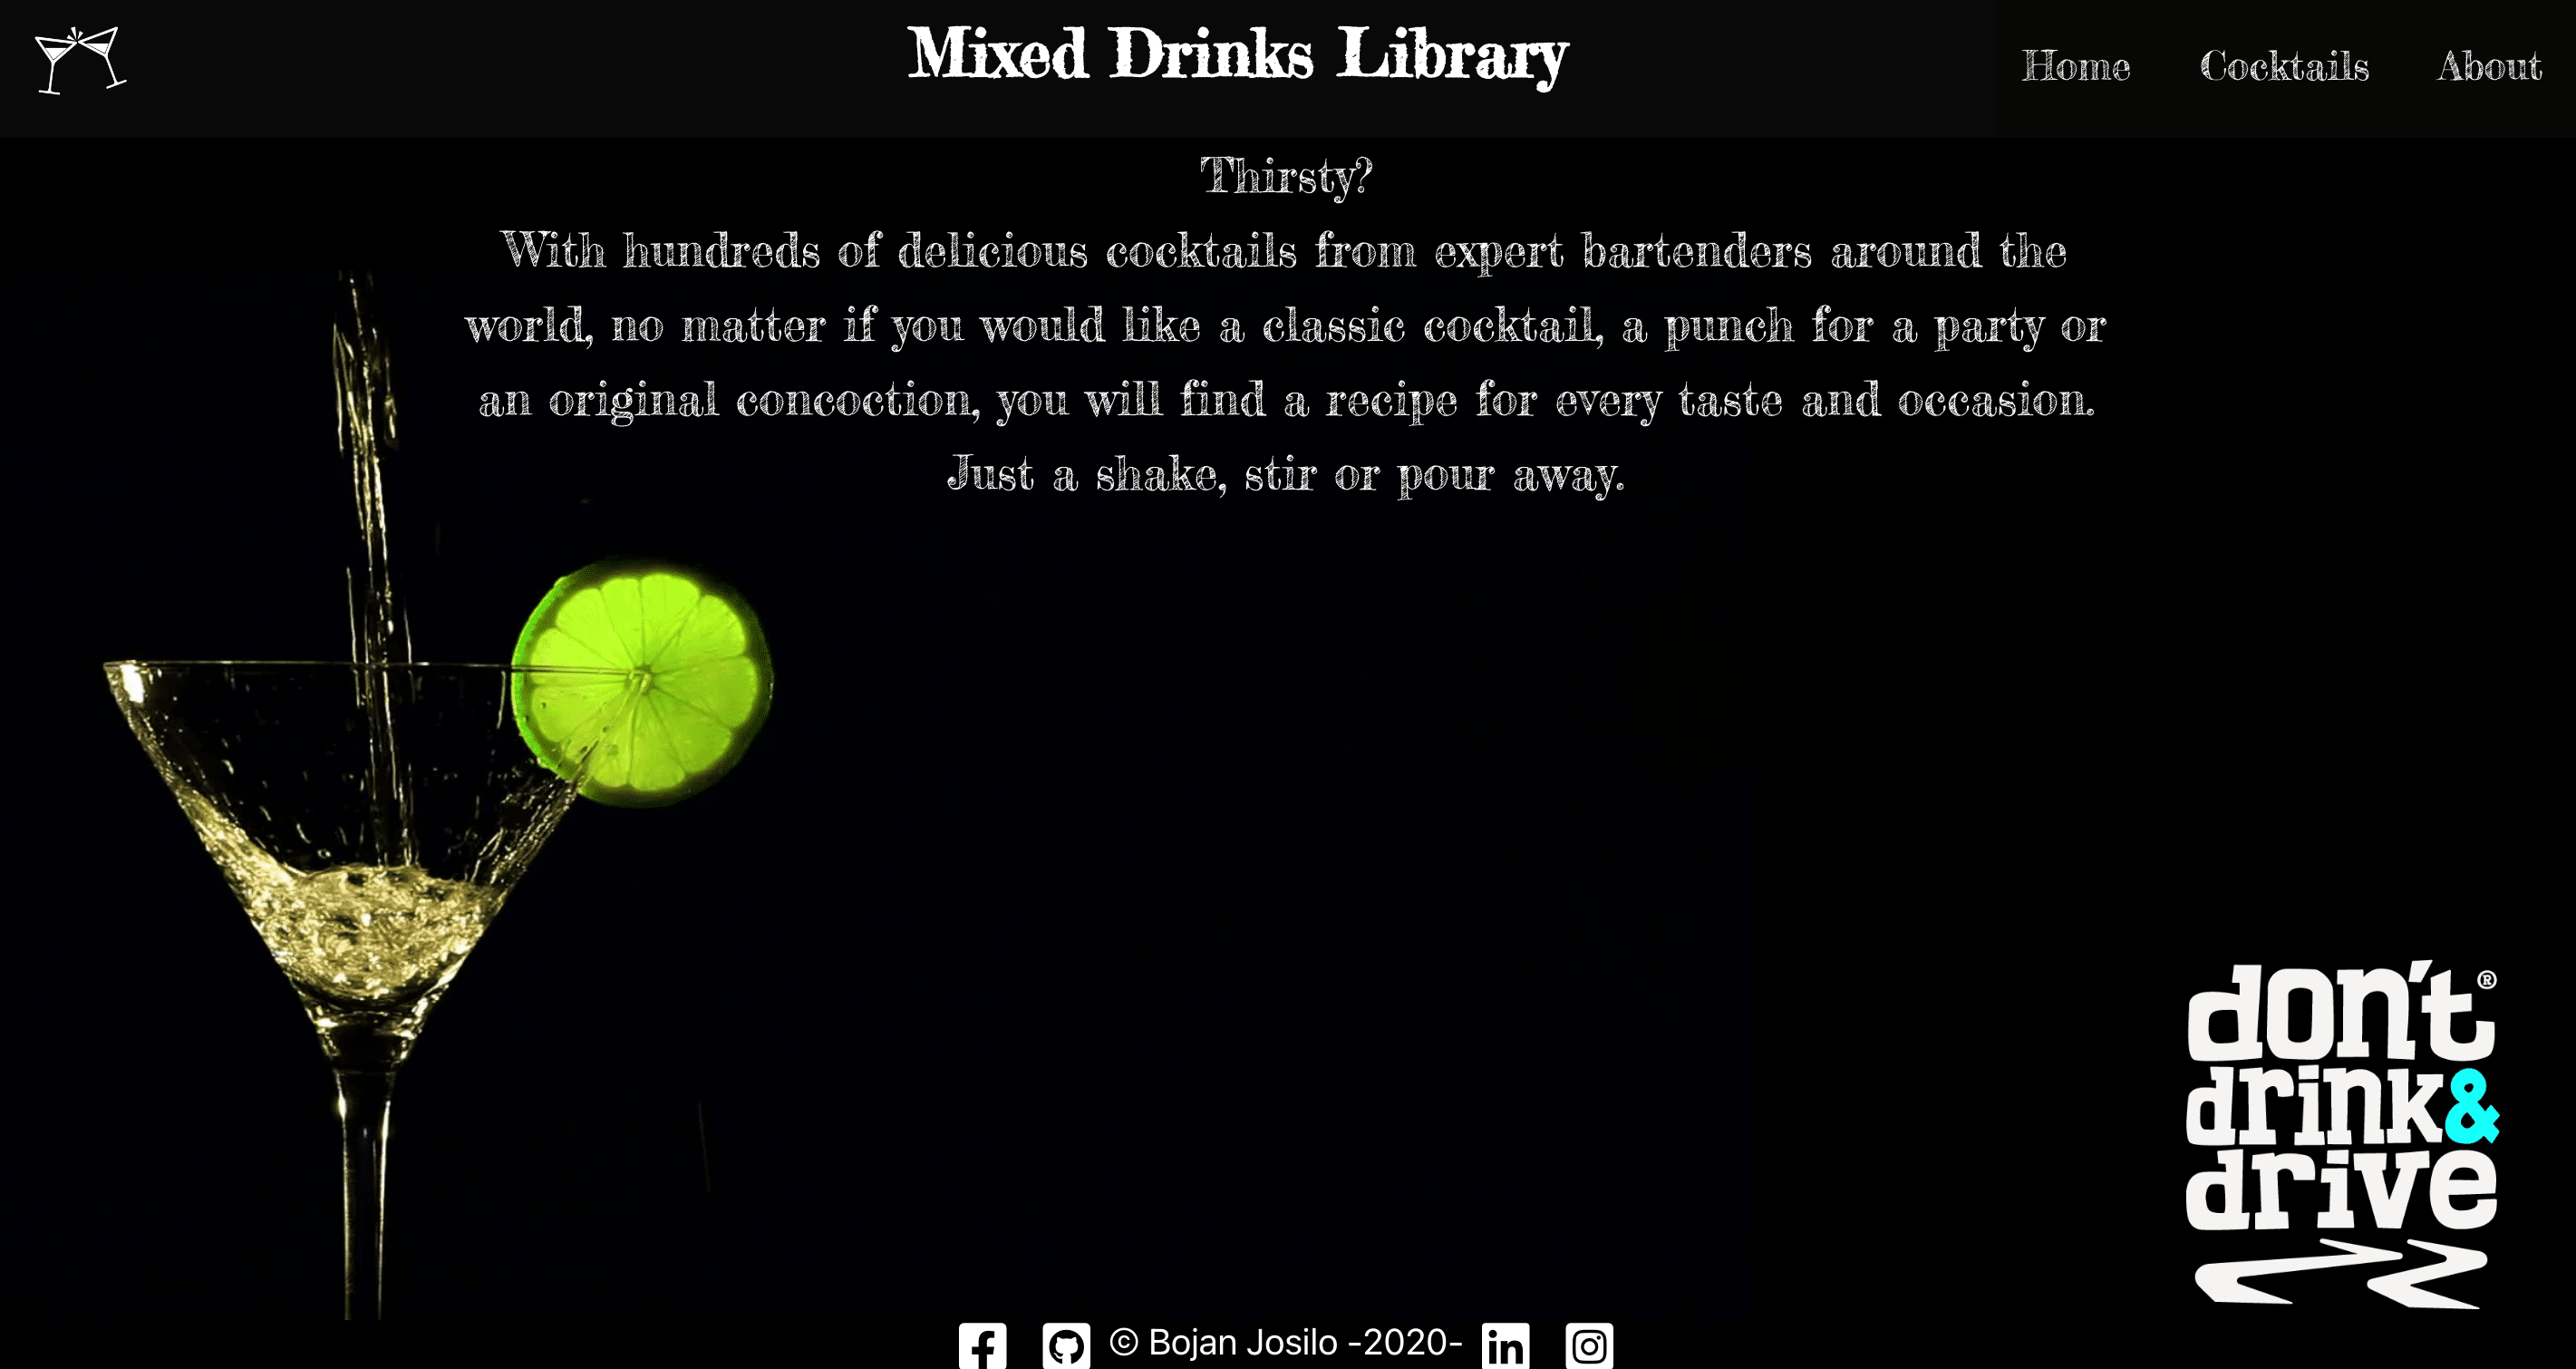 Mixed Drinks Library
Home Cocktails About
Thirsty?
With hundreds of delicious cocktails from expert bartenders around the
world, no matter if you would like a classic cocktail, a punch for a party or
an original concoction, you will find a recipe for every taste and occasion.
Just a shake, stir or pour away.
don't®
drink&
drive
© Bojan Josilo -2020-